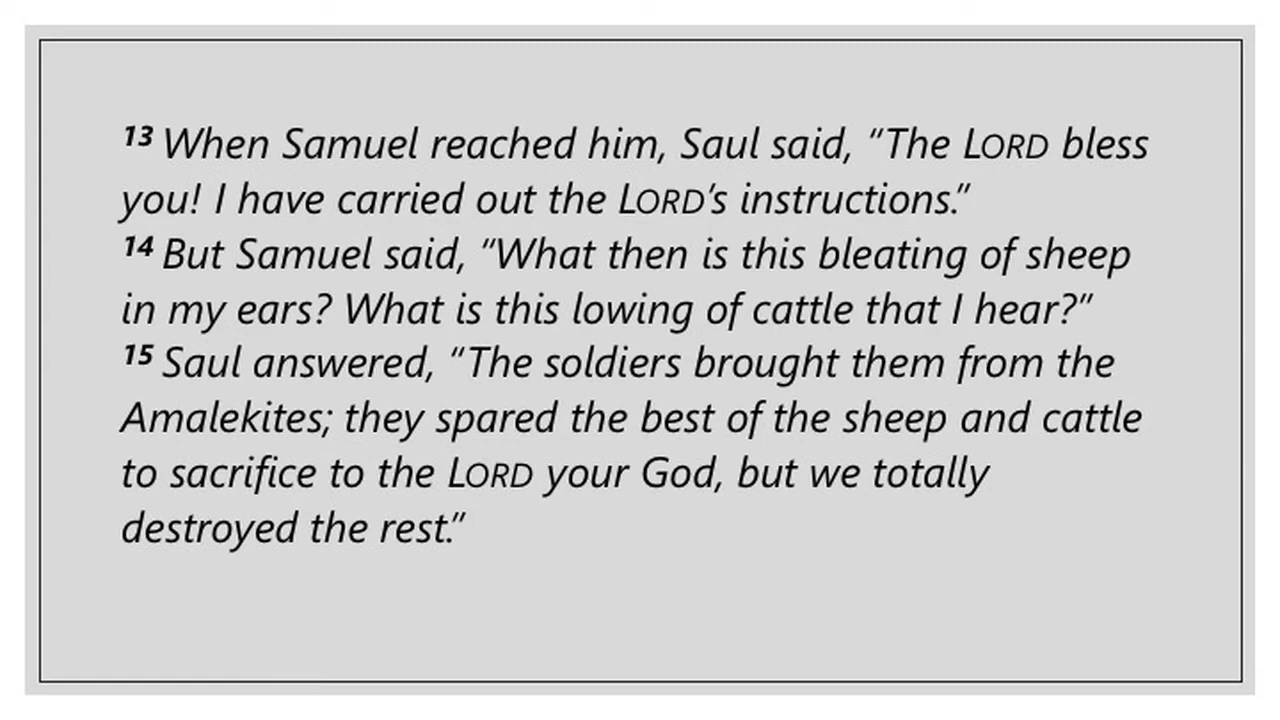 ¹³ When Samuel reached him, Saul said, “The LORD bless
you! I have carried out the LORD’s instructions.”
¹⁴ But Samuel said, “What then is this bleating of sheep
in my ears? What is this lowing of cattle that I hear?”
¹⁵ Saul answered, “The soldiers brought them from the
Amalekites; they spared the best of the sheep and cattle
to sacrifice to the LORD your God, but we totally
destroyed the rest.”